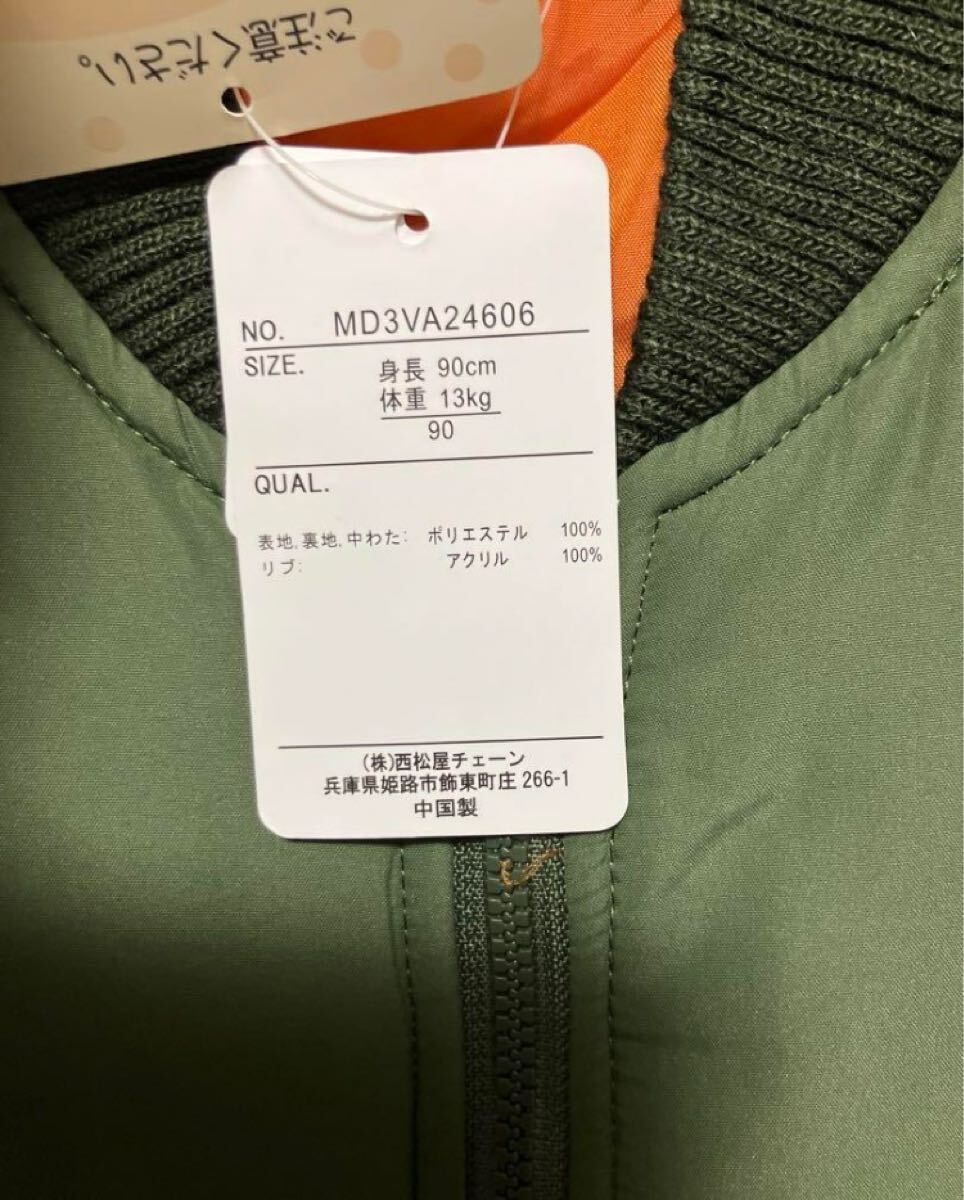 ご注意ください。
NO. MD3VA24606
SIZE. 身長 90cm
体重 13kg
90
QUAL.
表地,裏地,中わた: ポリエステル 100%
リブ: アクリル 100%
(株)西松屋チェーン
兵庫県姫路市飾東町庄 266-1
中国製